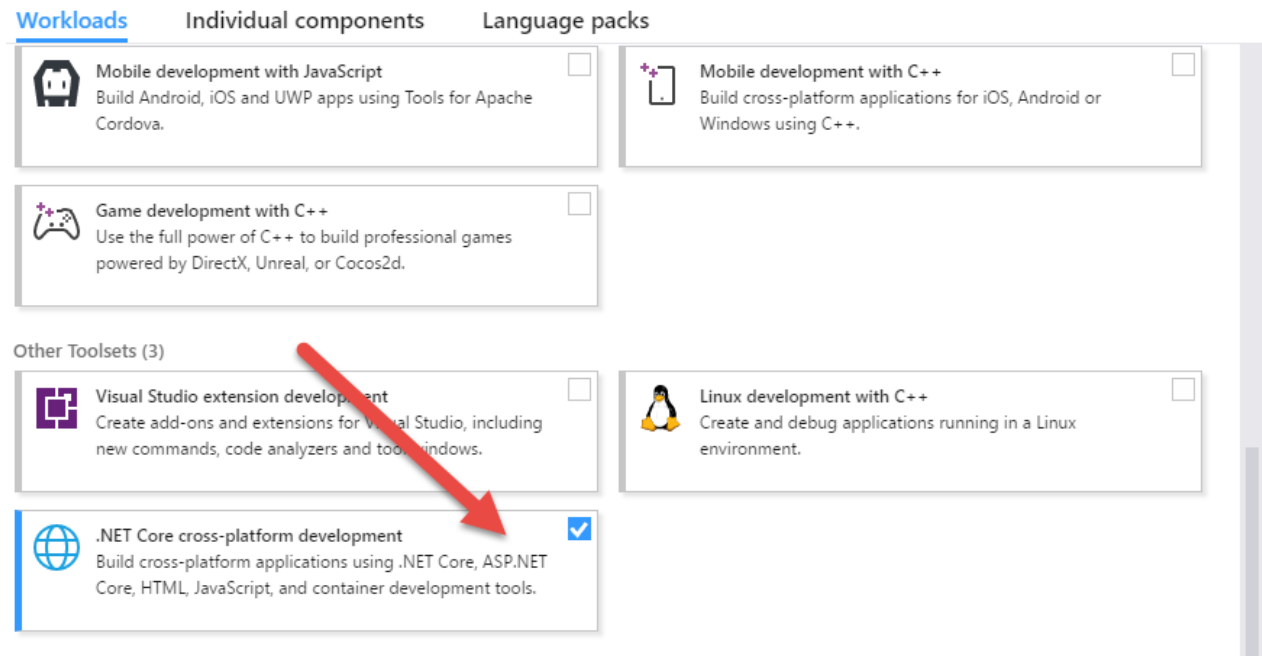 Workloads Individual components Language packs
Mobile development with JavaScript
Build Android, iOS and UWP apps using Tools for Apache
Cordova.
Mobile development with C++
Build cross-platform applications for iOS, Android or
Windows using C++.
Game development with C++
Use the full power of C++ to build professional games
powered by DirectX, Unreal, or Cocos2d.
Other Toolsets (3)
Visual Studio extension development
Create add-ons and extensions for Visual Studio, including
new commands, code analyzers and tool windows.
Linux development with C++
Create and debug applications running in a Linux
environment.
.NET Core cross-platform development
Build cross-platform applications using .NET Core, ASP.NET
Core, HTML, JavaScript, and container development tools.